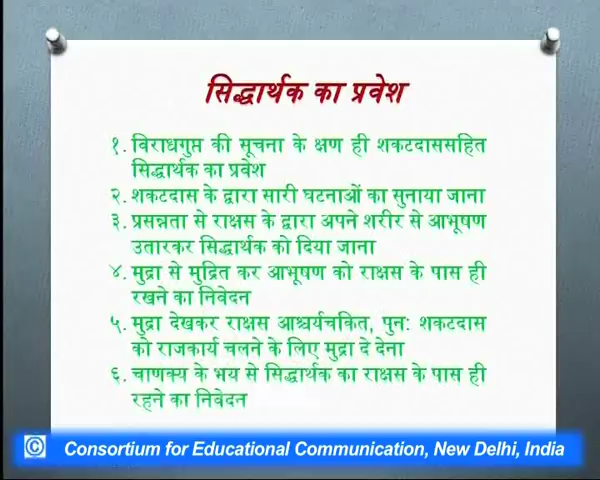 सिद्धार्थक का प्रवेश
१. विराधगुप्त की सूचना के क्षण ही शकटदाससहित
सिद्धार्थक का प्रवेश
२. शकटदास के द्वारा सारी घटनाओं का सुनाया जाना
३. प्रसन्नता से राक्षस के द्वारा अपने शरीर से आभूषण
उतारकर सिद्धार्थक को दिया जाना
४. मुद्रा से मुद्रित कर आभूषण को राक्षस के पास ही
रखने का निवेदन
५. मुद्रा देखकर राक्षस आश्चर्यचकित, पुन: शकटदास
को राजकार्य चलने के लिए मुद्रा दे देना
६. चाणक्य के भय से सिद्धार्थक का राक्षस के पास ही
रहने का निवेदन
© Consortium for Educational Communication, New Delhi, India